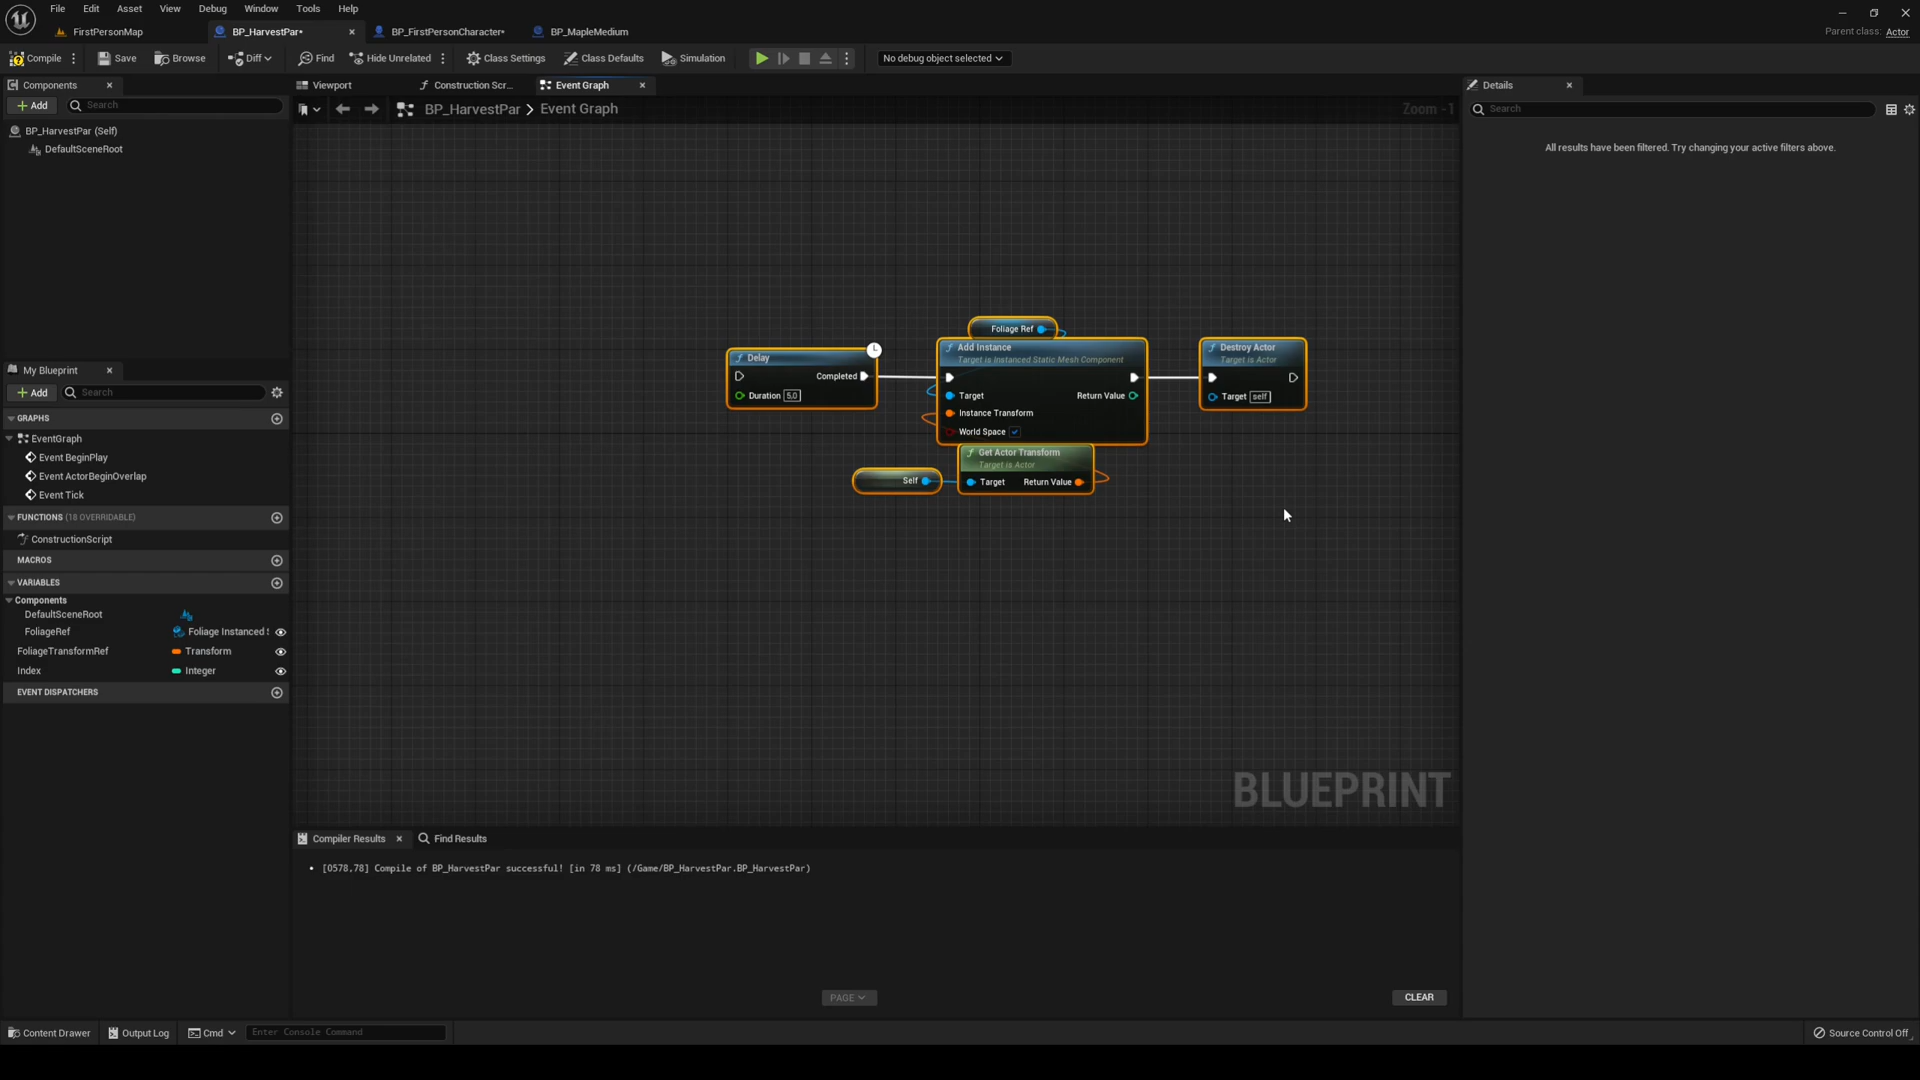 File Edit Asset View Debug Window Tools Help
FirstPersonMap BP_HarvestPar• BP_FirstPersonCharacter• BP_MapleMedium
Parent class: Actor
Compile Save Browse Diff Find Hide Unrelated Class Settings Class Defaults Simulation No debug object selected
Components
Viewport Construction Scr... Event Graph
Details
Add Search
BP_HarvestPar Event Graph
Zoom -1
Search
BP_HarvestPar (Self)
DefaultSceneRoot
All results have been filtered. Try changing your active filters above.
Foliage Ref
Delay
Completed
Duration 5,0
Add Instance
Target is Instanced Static Mesh Component
Target Return Value
Instance Transform
World Space
Destroy Actor
Target is Actor
Target self
Self
Get Actor Transform
Target is Actor
Target Return Value
My Blueprint
Add Search
GRAPHS
EventGraph
Event BeginPlay
Event ActorBeginOverlap
Event Tick
FUNCTIONS (18 OVERRIDABLE)
ConstructionScript
MACROS
VARIABLES
Components
DefaultSceneRoot
FoliageRef Foliage Instanced
FoliageTransformRef Transform
Index Integer
EVENT DISPATCHERS
BLUEPRINT
Compiler Results Find Results
• [0578,78] Compile of BP_HarvestPar successful! [in 78 ms] (/Game/BP_HarvestPar.BP_HarvestPar)
PAGE
CLEAR
Content Drawer Output Log Cmd Enter Console Command
Source Control Off